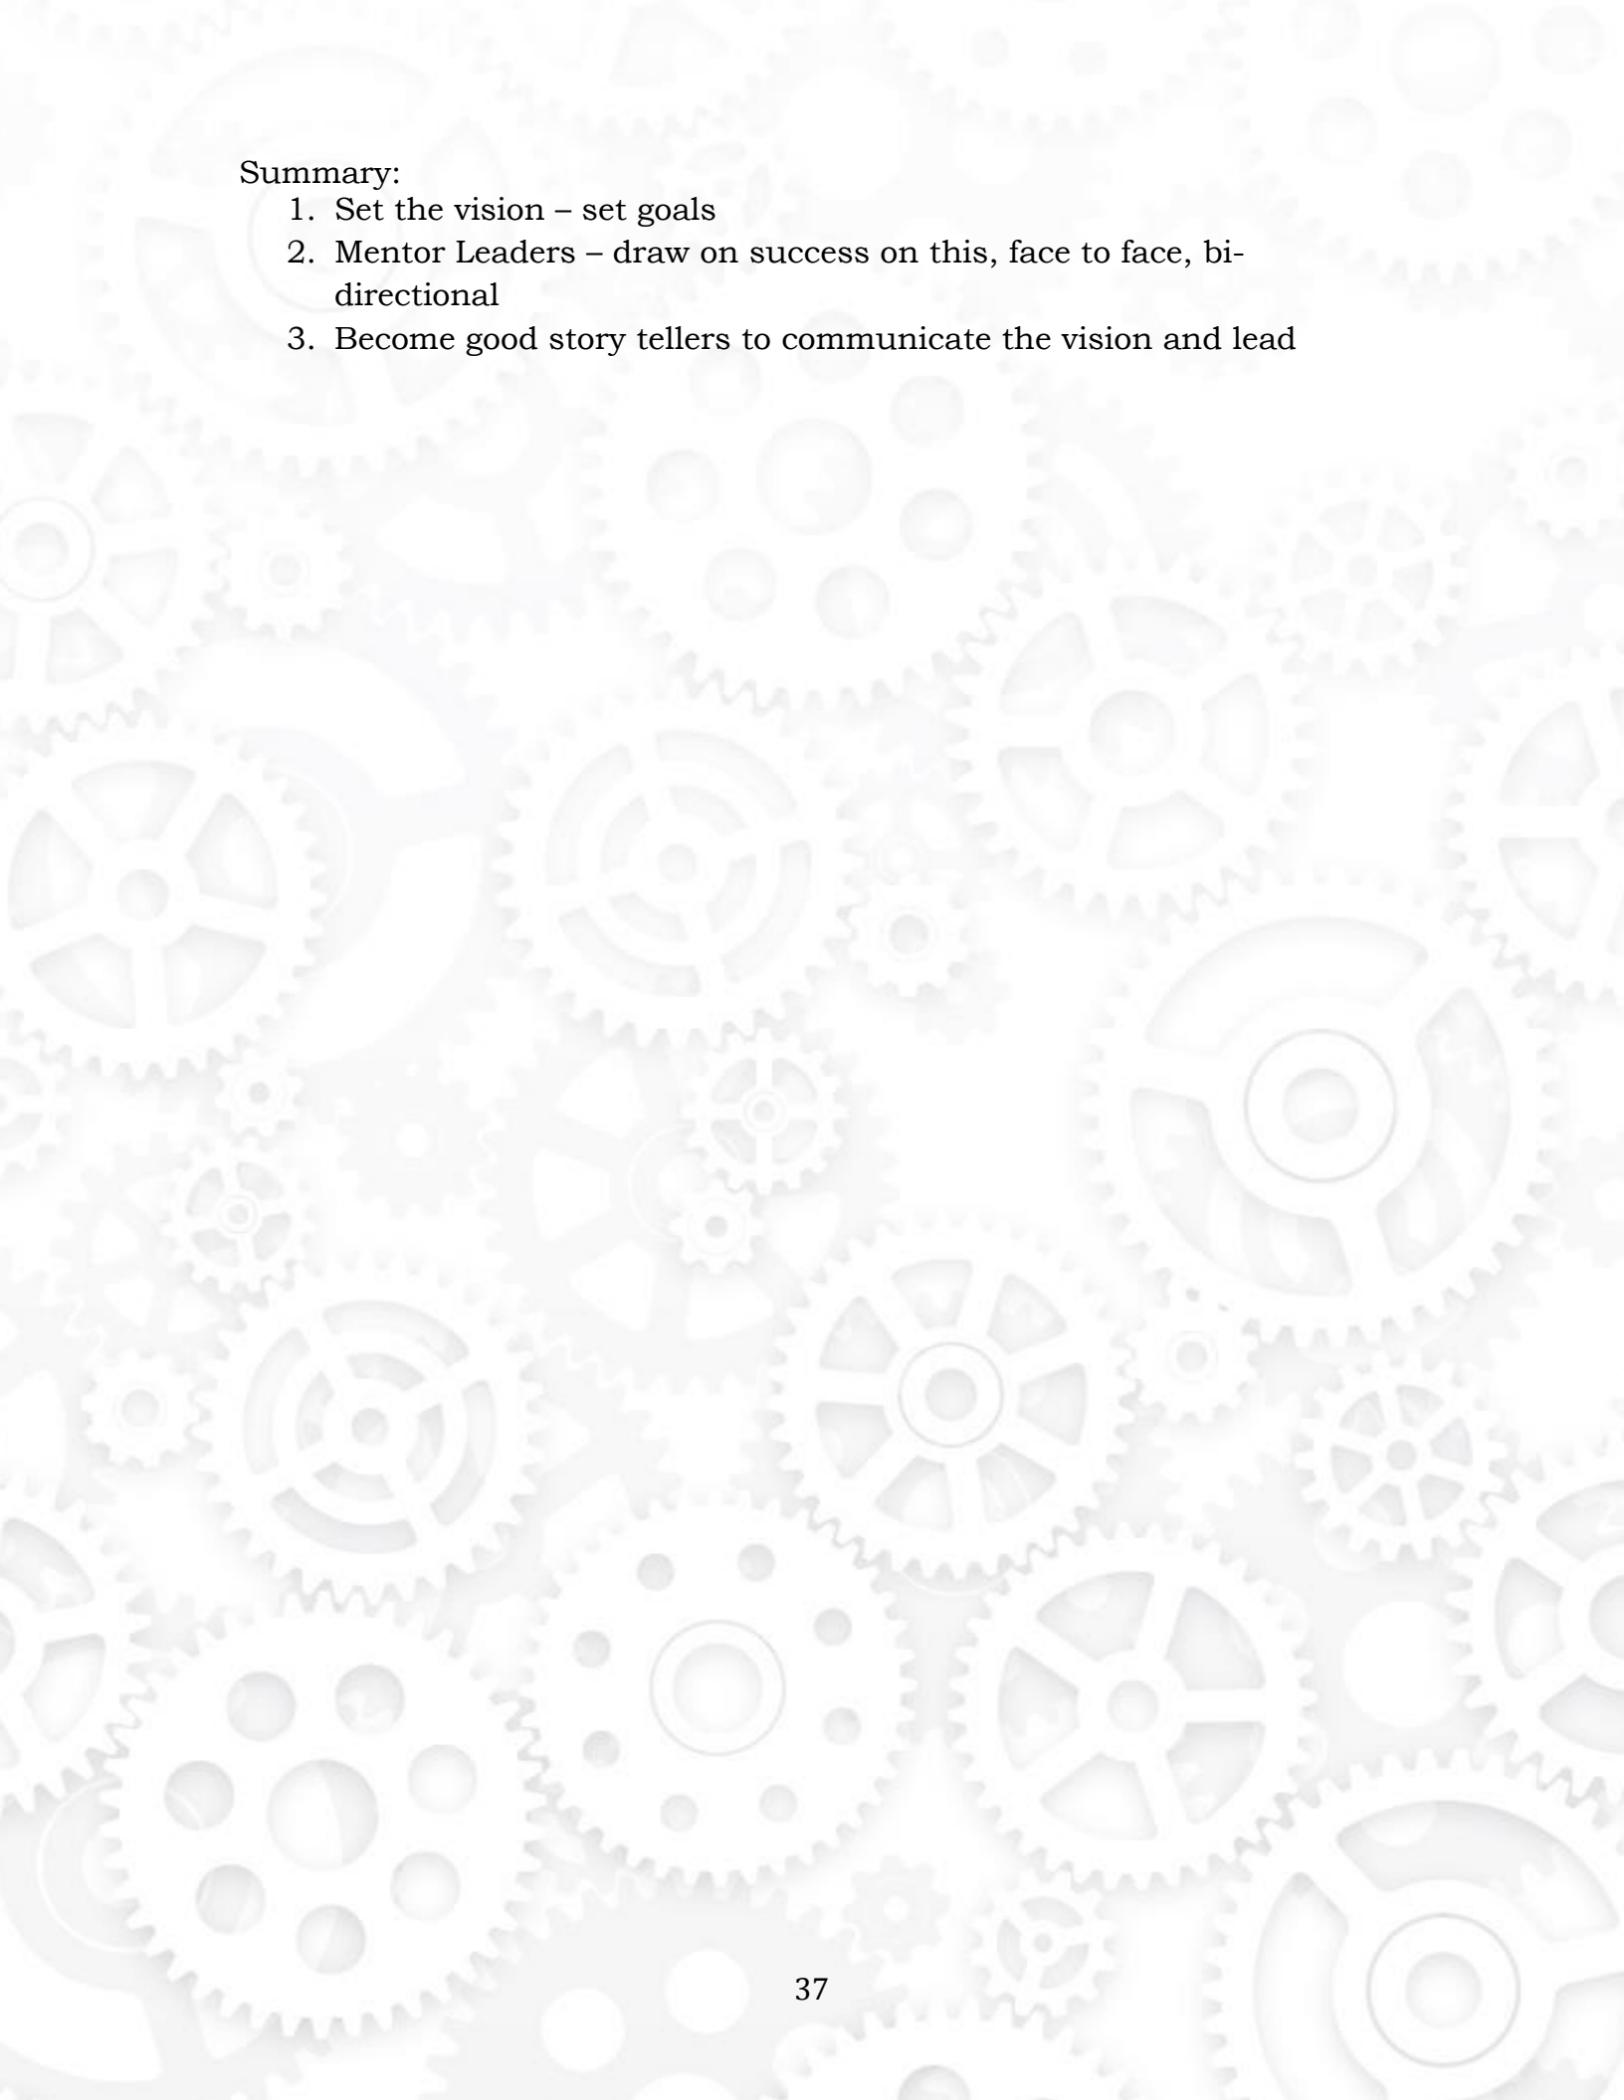 Summary:
1. Set the vision – set goals
2. Mentor Leaders – draw on success on this, face to face, bi-
directional
3. Become good story tellers to communicate the vision and lead
37